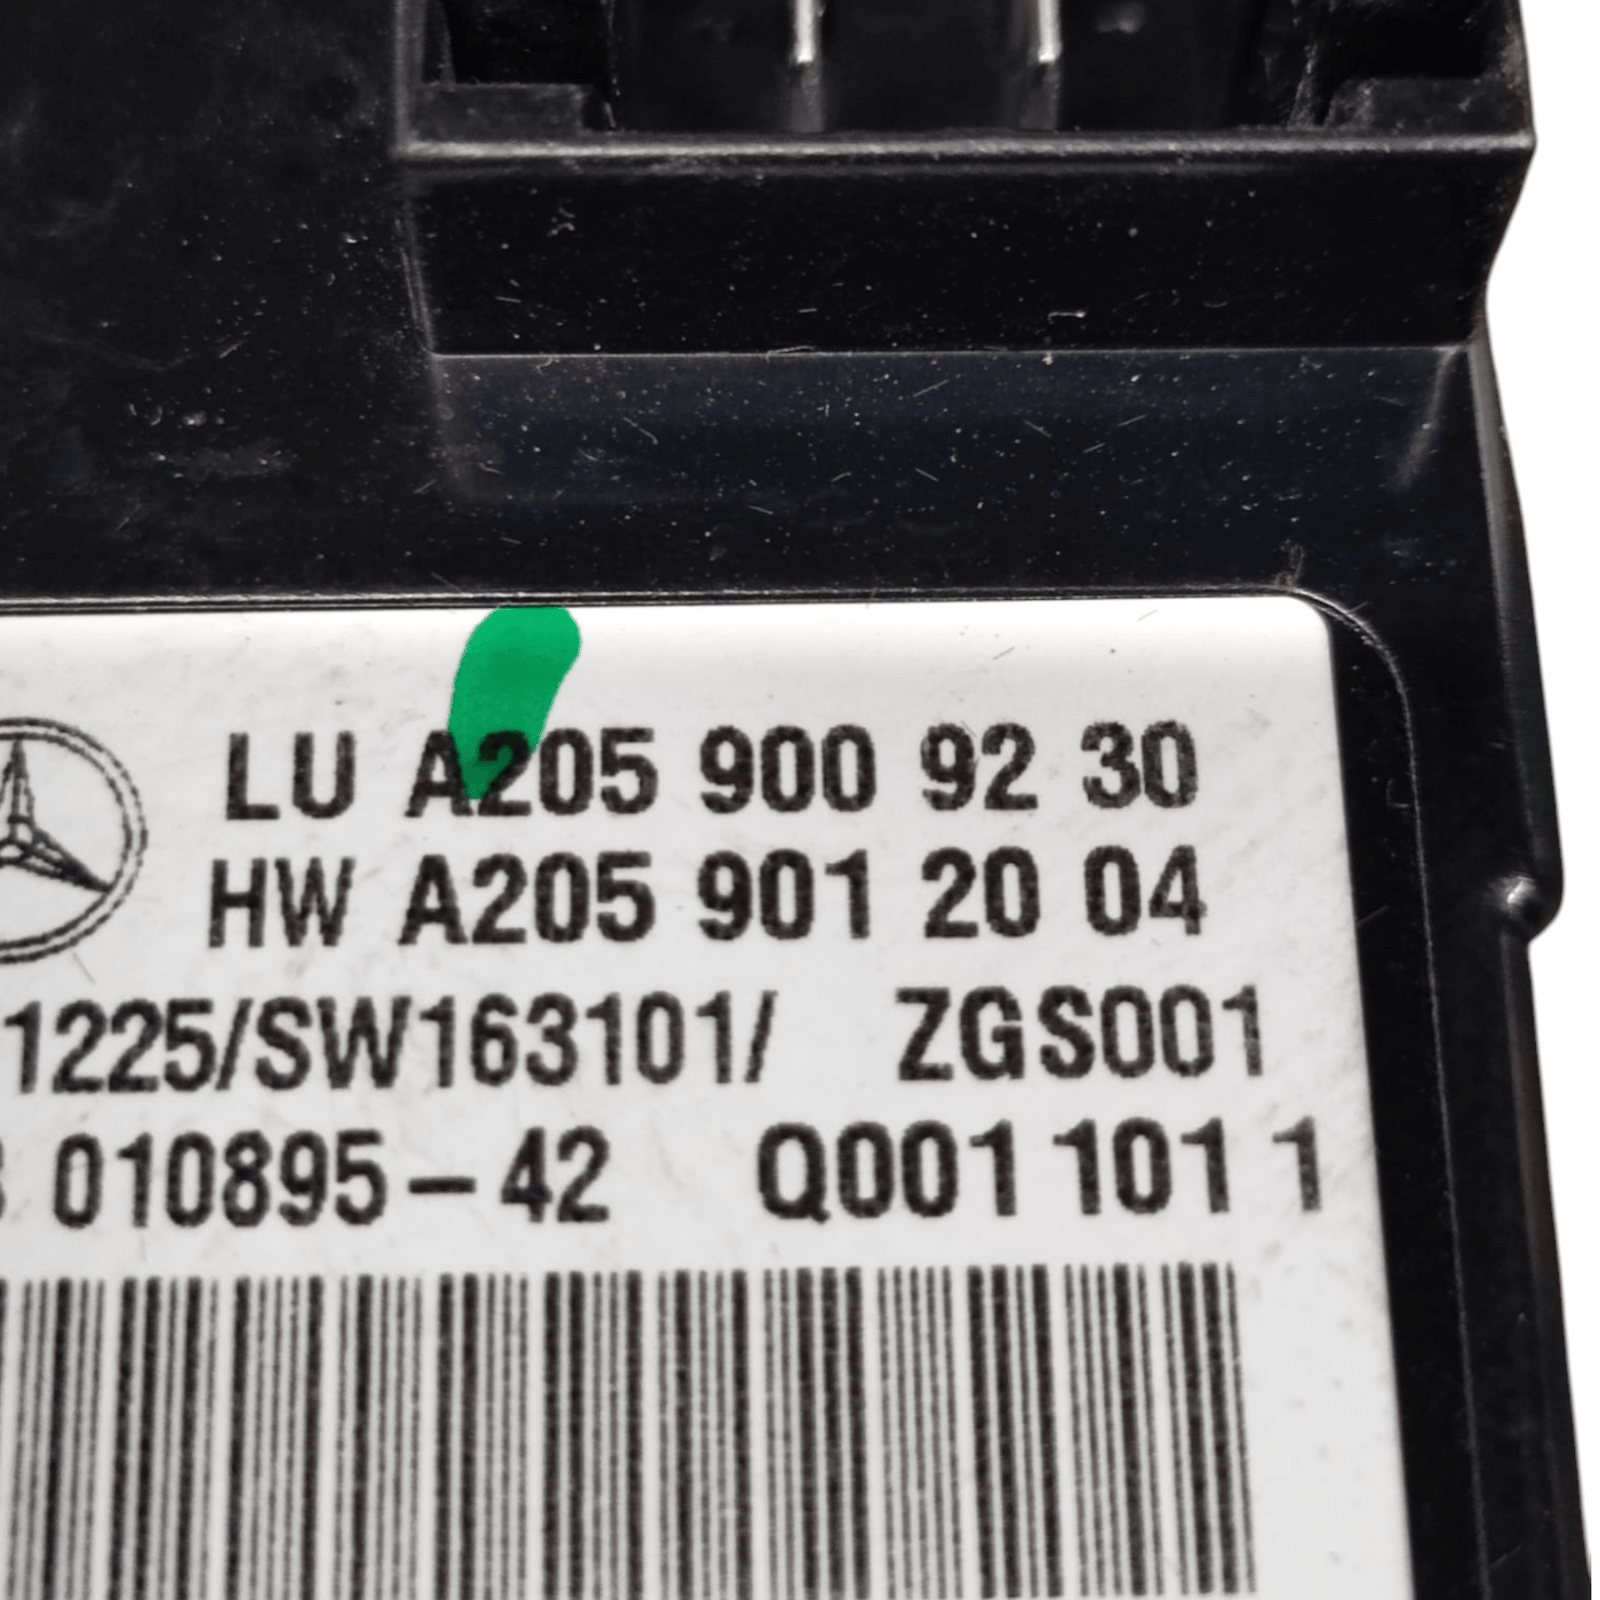 LU A205 900 92 30
HW A205 901 20 04
1225/SW163101/ ZGS001
010895-42 Q001 101 1